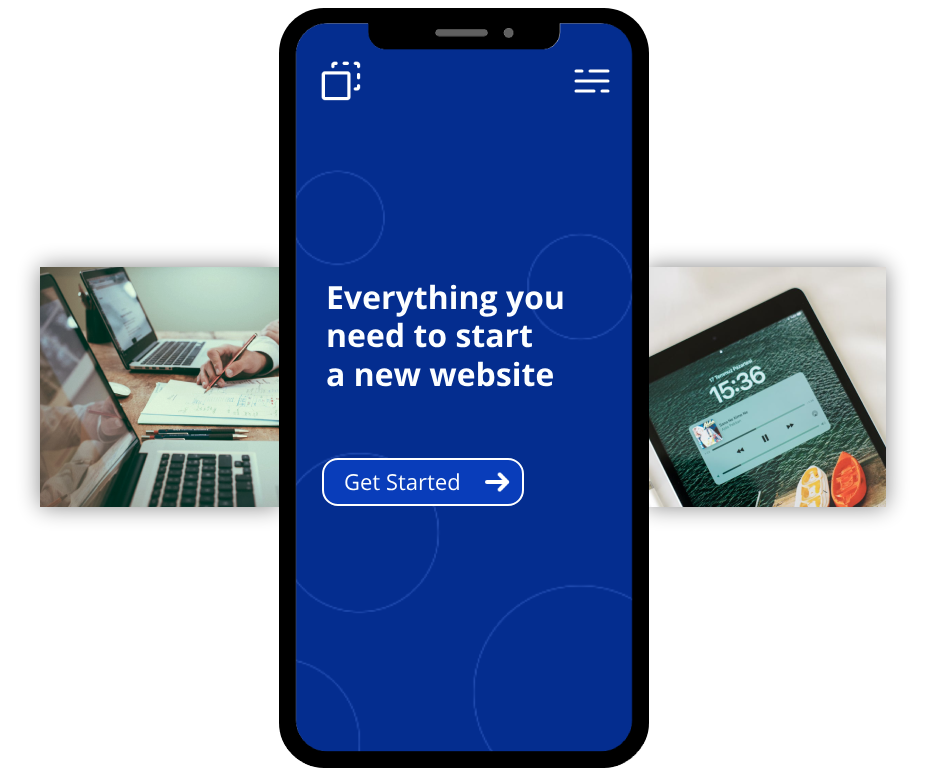 Everything you
need to start
a new website
Get Started
15:36